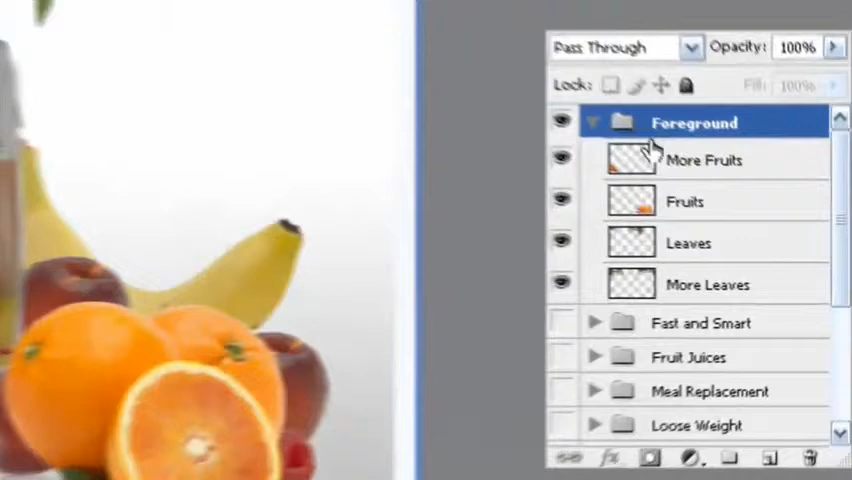 Pass Through Opacity: 100%
Lock: Fill: 100%
Foreground
More Fruits
Fruits
Leaves
More Leaves
Fast and Smart
Fruit Juices
Meal Replacement
Loose Weight